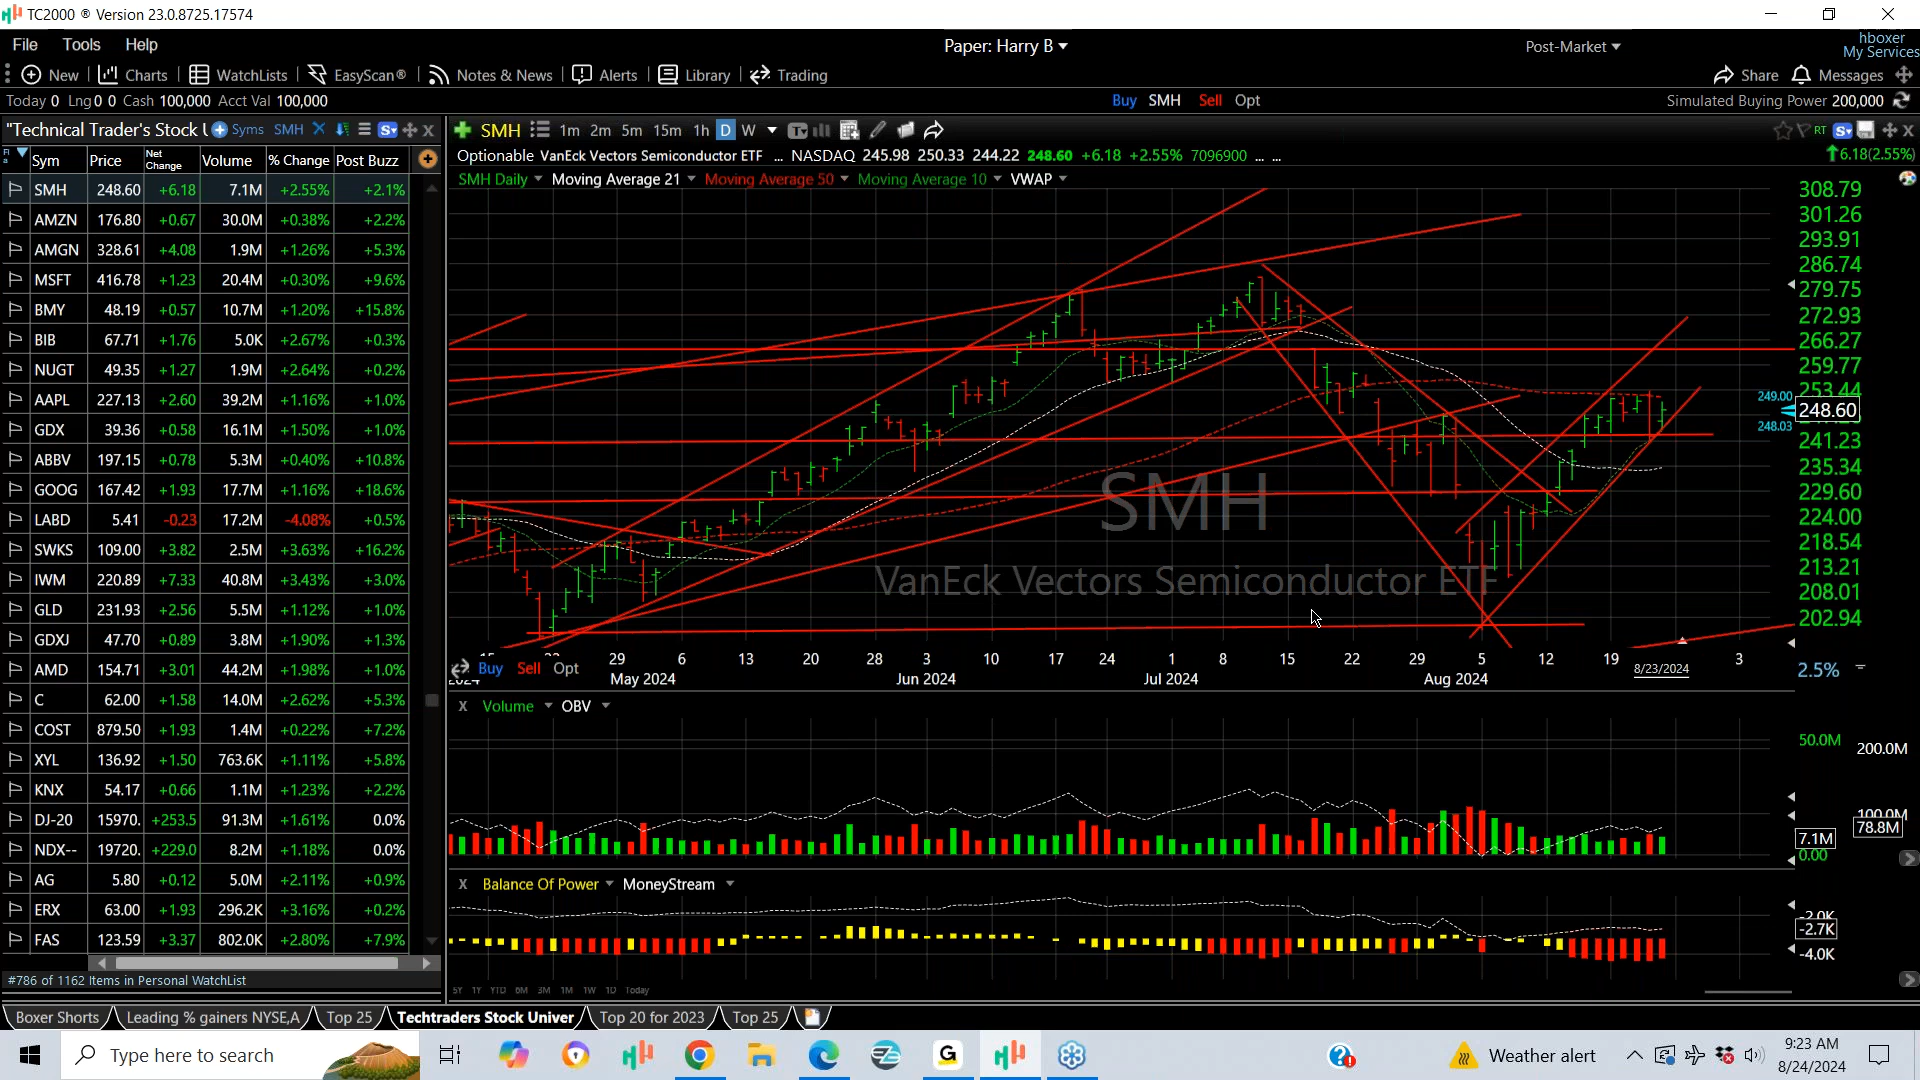 TC2000 ® Version 23.0.8725.17574
File Tools Help
Paper: Harry B
Post-Market
hboxer
My Services
New Charts WatchLists EasyScan® Notes & News Alerts Library Trading
Share Messages
Today 0 Lng 0 0 Cash 100,000 Acct Val 100,000
Buy SMH Sell Opt
Simulated Buying Power 200,000
"Technical Trader's Stock U Syms SMH
SMH 1m 2m 5m 15m 1h D W
RT
Optionable VanEck Vectors Semiconductor ETF ... NASDAQ 245.98 250.33 244.22 248.60 +6.18 +2.55% 7096900 ... ...
6.18(2.55%)
SMH Daily Moving Average 21 Moving Average 50 Moving Average 10 VWAP
Sym Price Net Change Volume % Change Post Buzz
SMH 248.60 +6.18 7.1M +2.55% +2.1%
AMZN 176.80 +0.67 30.0M +0.38% +2.2%
AMGN 328.61 +4.08 1.9M +1.26% +5.3%
MSFT 416.78 +1.23 20.4M +0.30% +9.6%
BMY 48.19 +0.57 10.7M +1.20% +15.8%
BIB 67.71 +1.76 5.0K +2.67% +0.3%
NUGT 49.35 +1.27 1.9M +2.64% +0.2%
AAPL 227.13 +2.60 39.2M +1.16% +1.0%
GDX 39.36 +0.58 16.1M +1.50% +1.0%
ABBV 197.15 +0.78 5.3M +0.40% +10.8%
GOOG 167.42 +1.93 17.7M +1.16% +18.6%
LABD 5.41 -0.23 17.2M -4.08% +0.5%
SWKS 109.00 +3.82 2.5M +3.63% +16.2%
IWM 220.89 +7.33 40.8M +3.43% +3.0%
GLD 231.93 +2.56 5.5M +1.12% +1.0%
GDXJ 47.70 +0.89 3.8M +1.90% +1.3%
AMD 154.71 +3.01 44.2M +1.98% +1.0%
C 62.00 +1.58 14.0M +2.62% +5.3%
COST 879.50 +1.93 1.4M +0.22% +7.2%
XYL 136.92 +1.50 763.6K +1.11% +5.8%
KNX 54.17 +0.66 1.1M +1.23% +2.2%
DJ-20 15970. +253.5 91.3M +1.61% 0.0%
NDX-- 19720. +229.0 8.2M +1.18% 0.0%
AG 5.80 +0.12 5.0M +2.11% +0.9%
ERX 63.00 +1.93 296.2K +3.16% +0.2%
FAS 123.59 +3.37 802.0K +2.80% +7.9%
#786 of 1162 Items in Personal WatchList
308.79
301.26
293.91
286.74
279.75
272.93
266.27
259.77
253.44
249.00
248.60
248.03
241.23
235.34
229.60
224.00
218.54
213.21
208.01
202.94
SMH
VanEck Vectors Semiconductor ETF
29 6 13 20 28 3 10 17 24 1 8 15 22 29 5 12 19 8/23/2024 3
Buy Sell Opt
May 2024 Jun 2024 Jul 2024 Aug 2024
2.5%
X Volume OBV
50.0M 200.0M
100.0M
78.8M
7.1M
0.00
X Balance Of Power MoneyStream
-2.0K
-2.7K
-4.0K
5Y 1Y YTD 6M 3M 1M 1W 1D Today
Boxer Shorts Leading % gainers NYSE,A Top 25 Techtraders Stock Univer Top 20 for 2023 Top 25
Type here to search
Weather alert
9:23 AM
8/24/2024